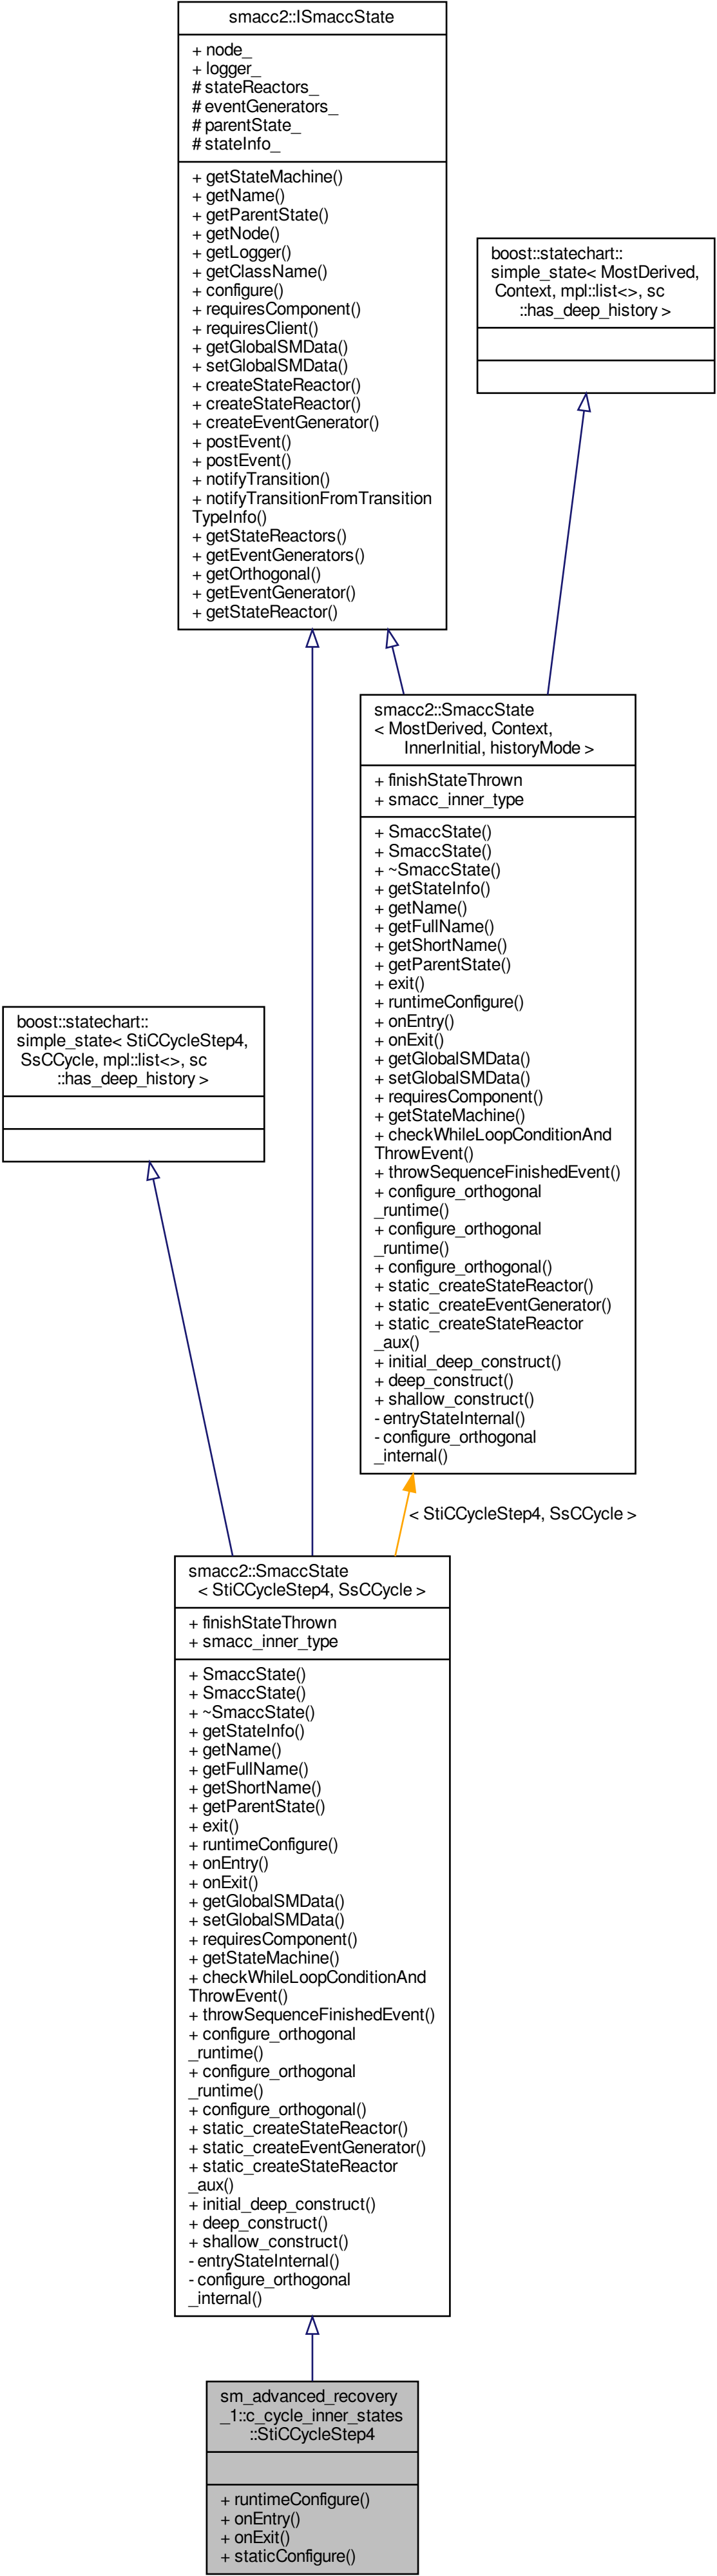 smacc2::ISmaccState
+ node_
+ logger_
# stateReactors_
# eventGenerators_
# parentState_
# stateInfo_
+ getStateMachine()
+ getName()
+ getParentState()
+ getNode()
+ getLogger()
+ getClassName()
+ configure()
+ requiresComponent()
+ requiresClient()
+ getGlobalSMData()
+ setGlobalSMData()
+ createStateReactor()
+ createStateReactor()
+ createEventGenerator()
+ postEvent()
+ postEvent()
+ notifyTransition()
+ notifyTransitionFromTransition
TypeInfo()
+ getStateReactors()
+ getEventGenerators()
+ getOrthogonal()
+ getEventGenerator()
+ getStateReactor()
boost::statechart::
simple_state< MostDerived,
Context, mpl::list<>, sc
::has_deep_history >
smacc2::SmaccState
< MostDerived, Context,
InnerInitial, historyMode >
+ finishStateThrown
+ smacc_inner_type
+ SmaccState()
+ SmaccState()
+ ~SmaccState()
+ getStateInfo()
+ getName()
+ getFullName()
+ getShortName()
+ getParentState()
+ exit()
+ runtimeConfigure()
+ onEntry()
+ onExit()
+ getGlobalSMData()
+ setGlobalSMData()
+ requiresComponent()
+ getStateMachine()
+ checkWhileLoopConditionAnd
ThrowEvent()
+ throwSequenceFinishedEvent()
+ configure_orthogonal
_runtime()
+ configure_orthogonal
_runtime()
+ configure_orthogonal()
+ static_createStateReactor()
+ static_createEventGenerator()
+ static_createStateReactor
_aux()
+ initial_deep_construct()
+ deep_construct()
+ shallow_construct()
- entryStateInternal()
- configure_orthogonal
_internal()
boost::statechart::
simple_state< StiCCycleStep4,
SsCCycle, mpl::list<>, sc
::has_deep_history >
< StiCCycleStep4, SsCCycle >
smacc2::SmaccState
< StiCCycleStep4, SsCCycle >
+ finishStateThrown
+ smacc_inner_type
+ SmaccState()
+ SmaccState()
+ ~SmaccState()
+ getStateInfo()
+ getName()
+ getFullName()
+ getShortName()
+ getParentState()
+ exit()
+ runtimeConfigure()
+ onEntry()
+ onExit()
+ getGlobalSMData()
+ setGlobalSMData()
+ requiresComponent()
+ getStateMachine()
+ checkWhileLoopConditionAnd
ThrowEvent()
+ throwSequenceFinishedEvent()
+ configure_orthogonal
_runtime()
+ configure_orthogonal
_runtime()
+ configure_orthogonal()
+ static_createStateReactor()
+ static_createEventGenerator()
+ static_createStateReactor
_aux()
+ initial_deep_construct()
+ deep_construct()
+ shallow_construct()
- entryStateInternal()
- configure_orthogonal
_internal()
sm_advanced_recovery
_1::c_cycle_inner_states
::StiCCycleStep4
+ runtimeConfigure()
+ onEntry()
+ onExit()
+ staticConfigure()